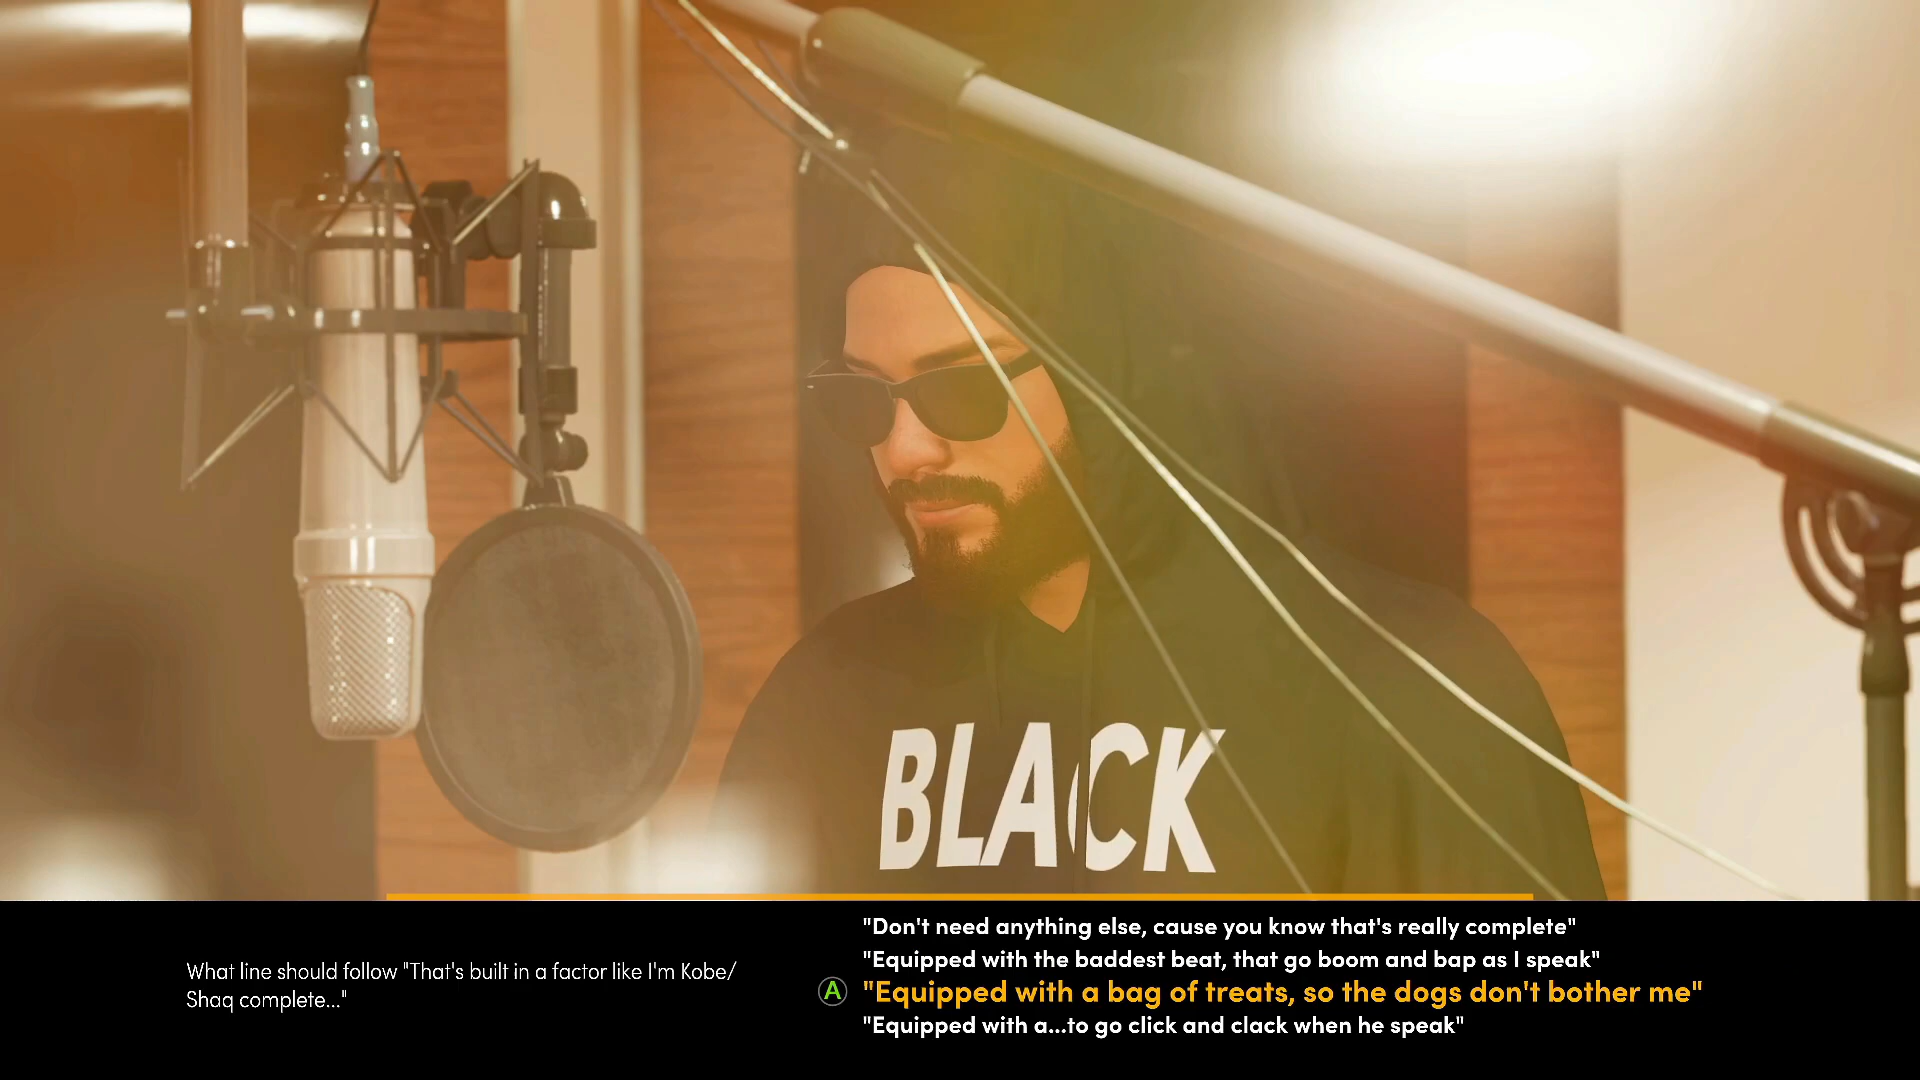 BLACK
What line should follow "That's built in a factor like I'm Kobe/
Shaq complete..."
"Don't need anything else, cause you know that's really complete"
"Equipped with the baddest beat, that go boom and bap as I speak"
A "Equipped with a bag of treats, so the dogs don't bother me"
"Equipped with a...to go click and clack when he speak"